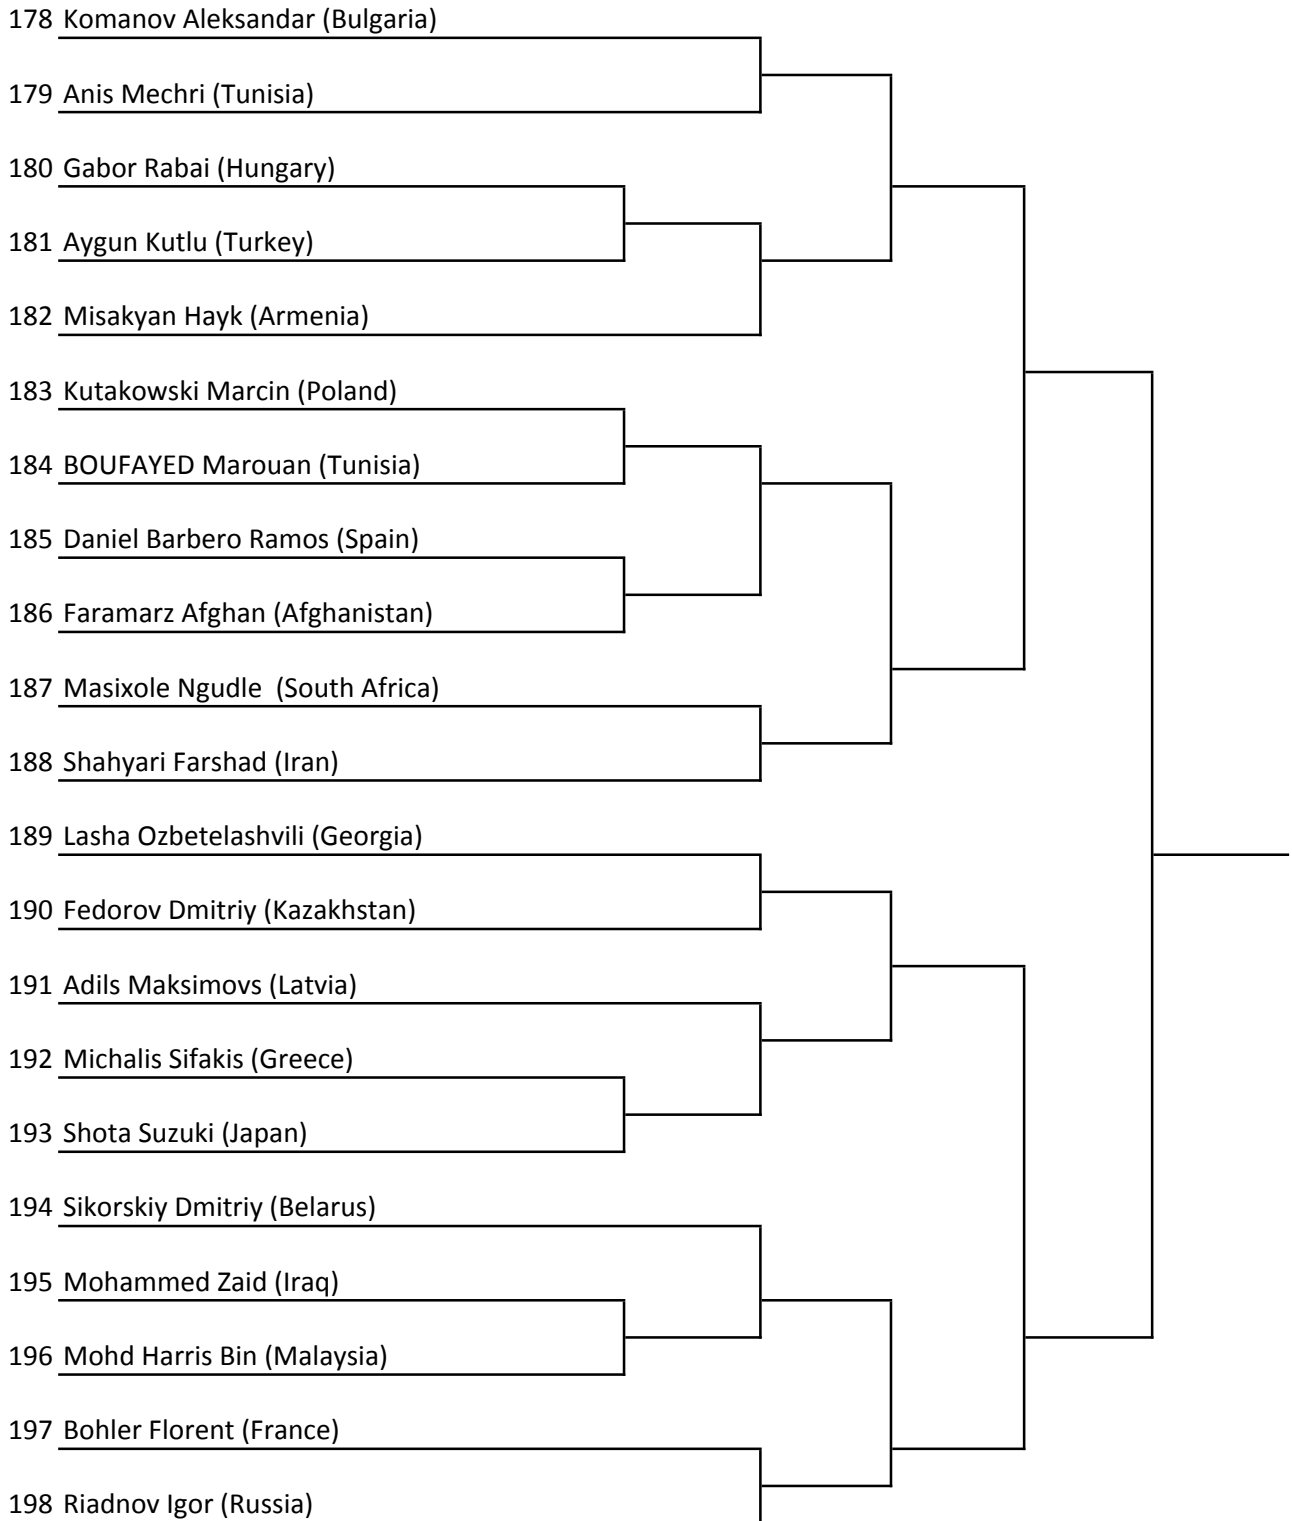 178 Komanov Aleksandar (Bulgaria)
179 Anis Mechri (Tunisia)
180 Gabor Rabai (Hungary)
181 Aygun Kutlu (Turkey)
182 Misakyan Hayk (Armenia)
183 Kutakowski Marcin (Poland)
184 BOUFAYED Marouan (Tunisia)
185 Daniel Barbero Ramos (Spain)
186 Faramarz Afghan (Afghanistan)
187 Masixole Ngudle  (South Africa)
188 Shahyari Farshad (Iran)
189 Lasha Ozbetelashvili (Georgia)
190 Fedorov Dmitriy (Kazakhstan)
191 Adils Maksimovs (Latvia)
192 Michalis Sifakis (Greece)
193 Shota Suzuki (Japan)
194 Sikorskiy Dmitriy (Belarus)
195 Mohammed Zaid (Iraq)
196 Mohd Harris Bin (Malaysia)
197 Bohler Florent (France)
198 Riadnov Igor (Russia)